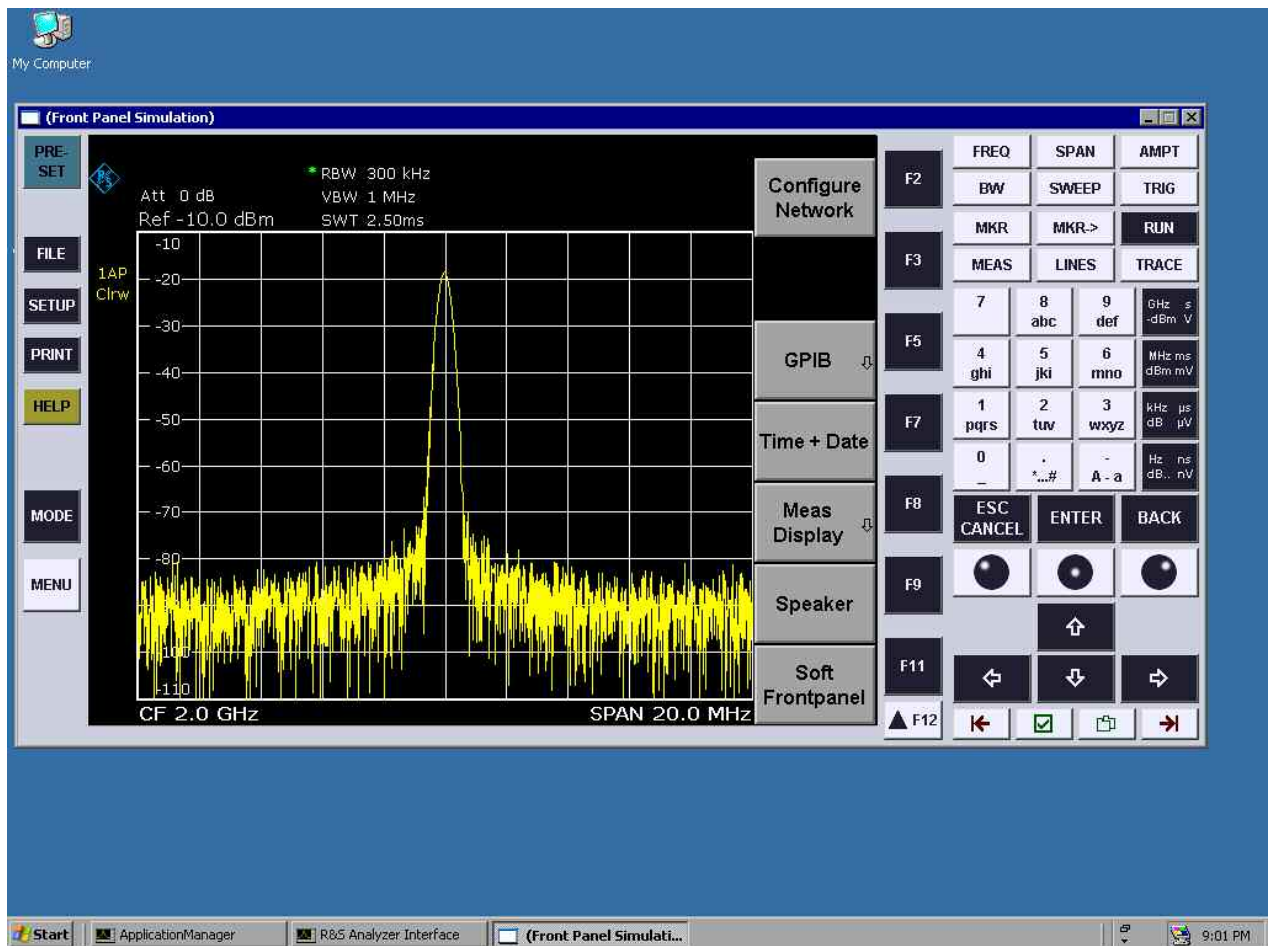 My Computer
(Front Panel Simulation)
PRE-
SET
FILE
SETUP
PRINT
HELP
MODE
MENU
R S
* RBW 300 kHz
Att 0 dB
VBW 1 MHz
Ref -10.0 dBm
SWT 2.50ms
1AP
Clrw
-10
-20
-30
-40
-50
-60
-70
-80
-100
-110
CF 2.0 GHz
SPAN 20.0 MHz
Configure
Network
GPIB
Time + Date
Meas
Display
Speaker
Soft
Frontpanel
F2
F3
F5
F7
F8
F9
F11
F12
FREQ SPAN AMPT
BW SWEEP TRIG
MKR MKR-> RUN
MEAS LINES TRACE
7 8 9 GHz s
abc def -dBm V
4 5 6 MHz ms
ghi jkl mno dBm mV
1 2 3 kHz µs
pqrs tuv wxyz dB µV
0 . - Hz ns
_ *...# A - a dB.. nV
ESC
CANCEL
ENTER
BACK
Start
ApplicationManager
R&S Analyzer Interface
(Front Panel Simulati...
9:01 PM